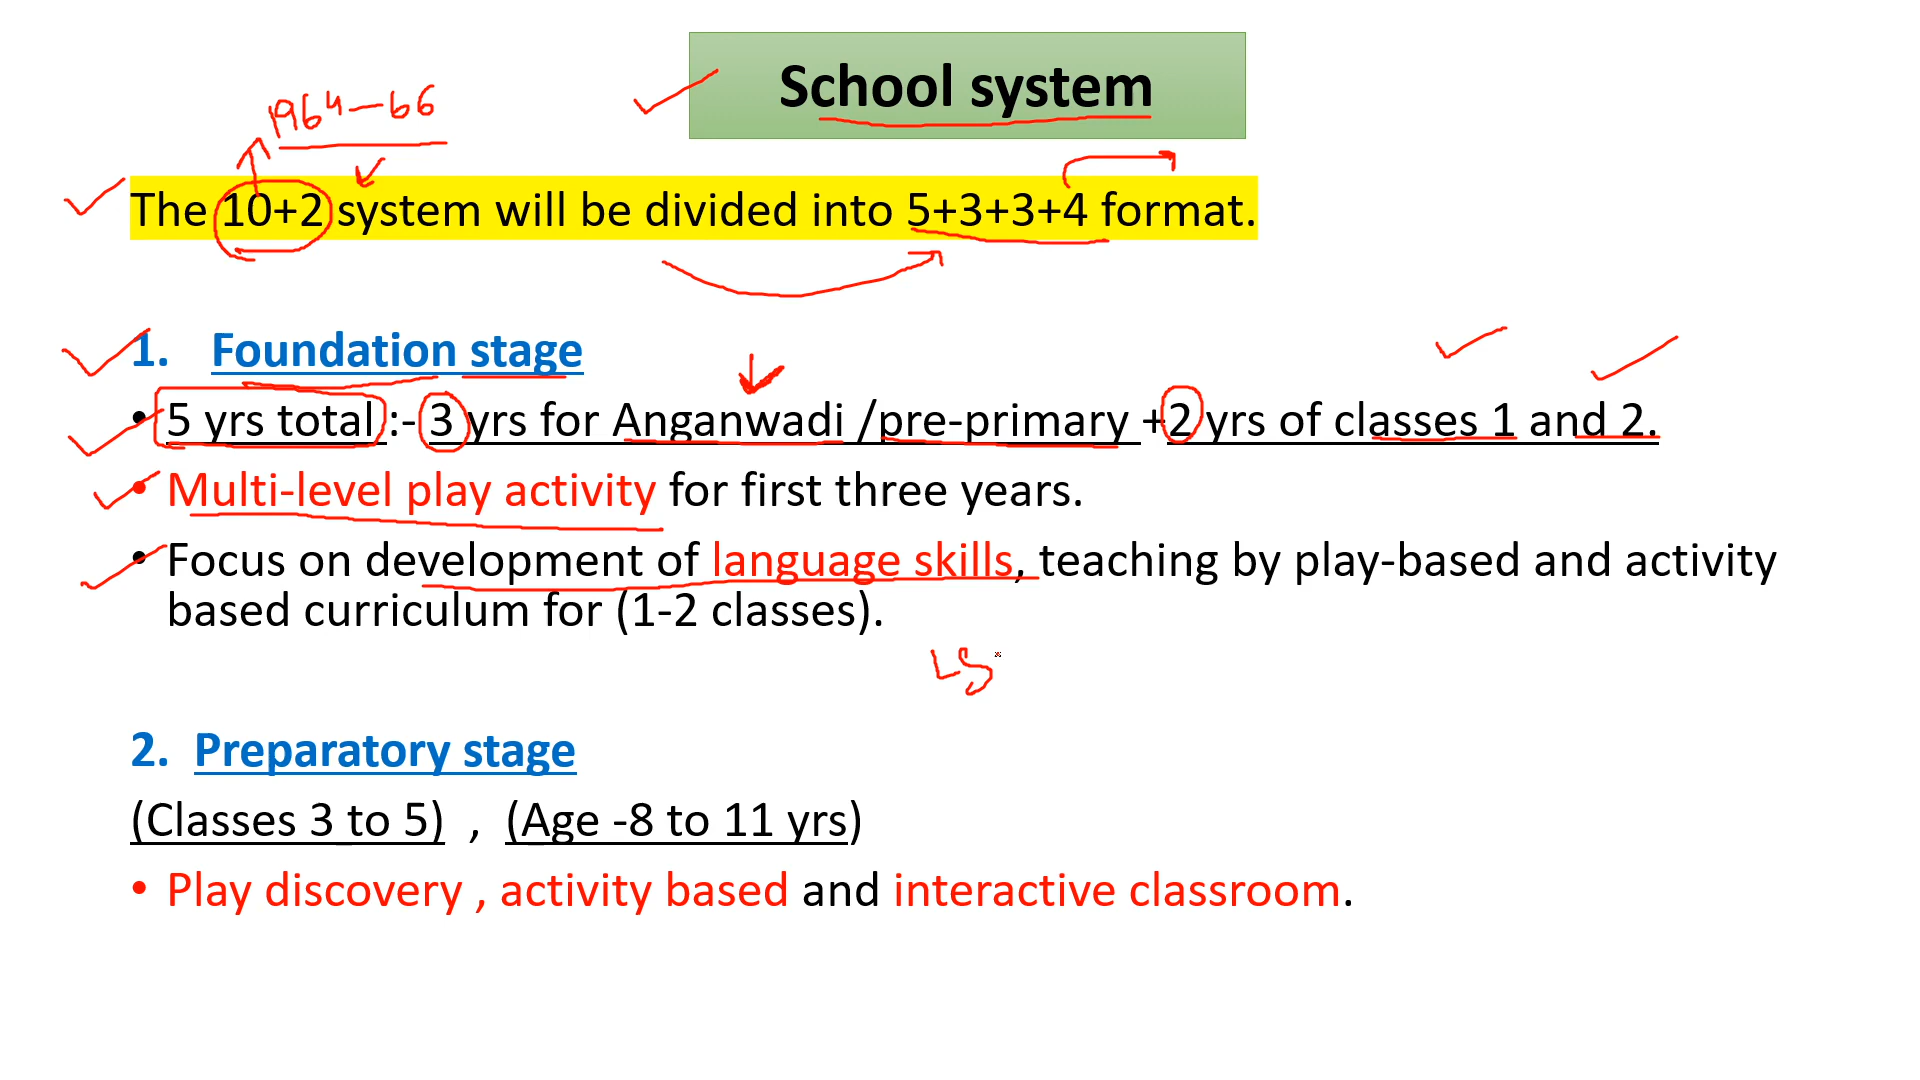 School system
1964-66
The 10+2 system will be divided into 5+3+3+4 format.
1. Foundation stage
• 5 yrs total :- 3 yrs for Anganwadi /pre-primary +2 yrs of classes 1 and 2.
• Multi-level play activity for first three years.
• Focus on development of language skills, teaching by play-based and activity
based curriculum for (1-2 classes).
LS
2. Preparatory stage
(Classes 3 to 5) , (Age -8 to 11 yrs)
• Play discovery , activity based and interactive classroom.